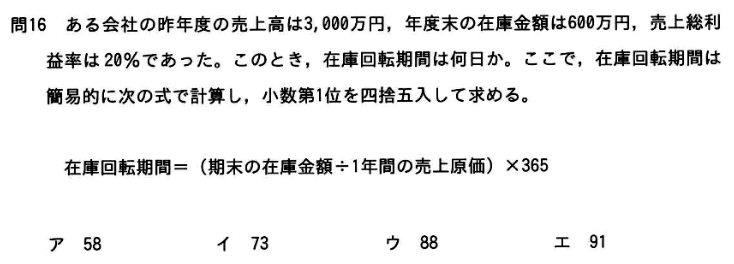 問16 ある会社の昨年度の売上高は3,000万円，年度末の在庫金額は600万円，売上総利
益率は20％であった。このとき，在庫回転期間は何日か。ここで，在庫回転期間は
簡易的に次の式で計算し，小数第1位を四捨五入して求める。
在庫回転期間＝（期末の在庫金額÷1年間の売上原価）×365
ア 58 イ 73 ウ 88 エ 91